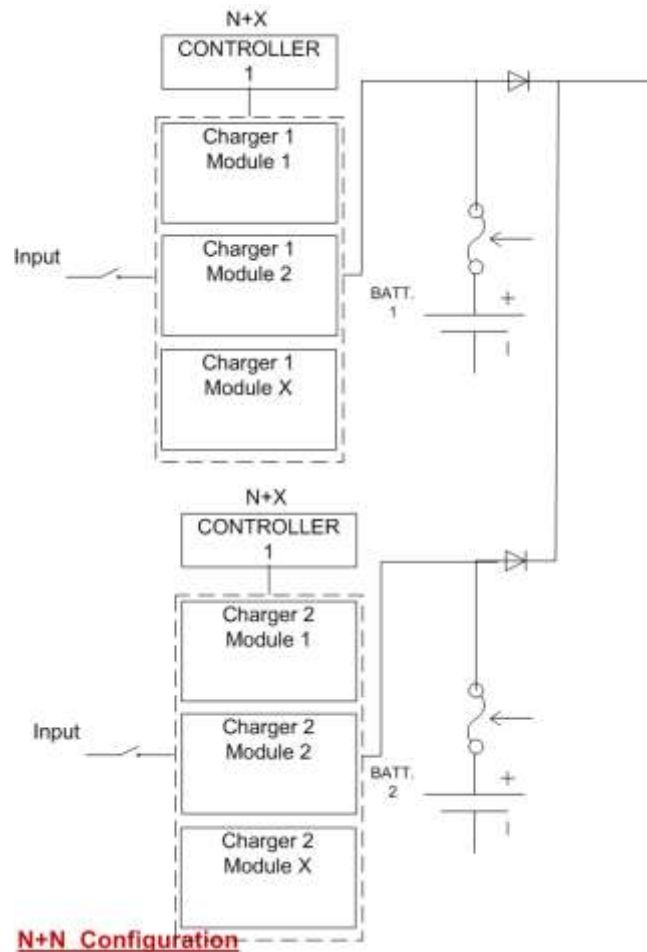 N+X
CONTROLLER
1
Charger 1
Module 1
Charger 1
Module 2
Input
BATT.
1
+
|
Charger 1
Module X
N+X
CONTROLLER
1
Charger 2
Module 1
Charger 2
Module 2
Input
BATT.
2
+
|
Charger 2
Module X
N+N Configuration